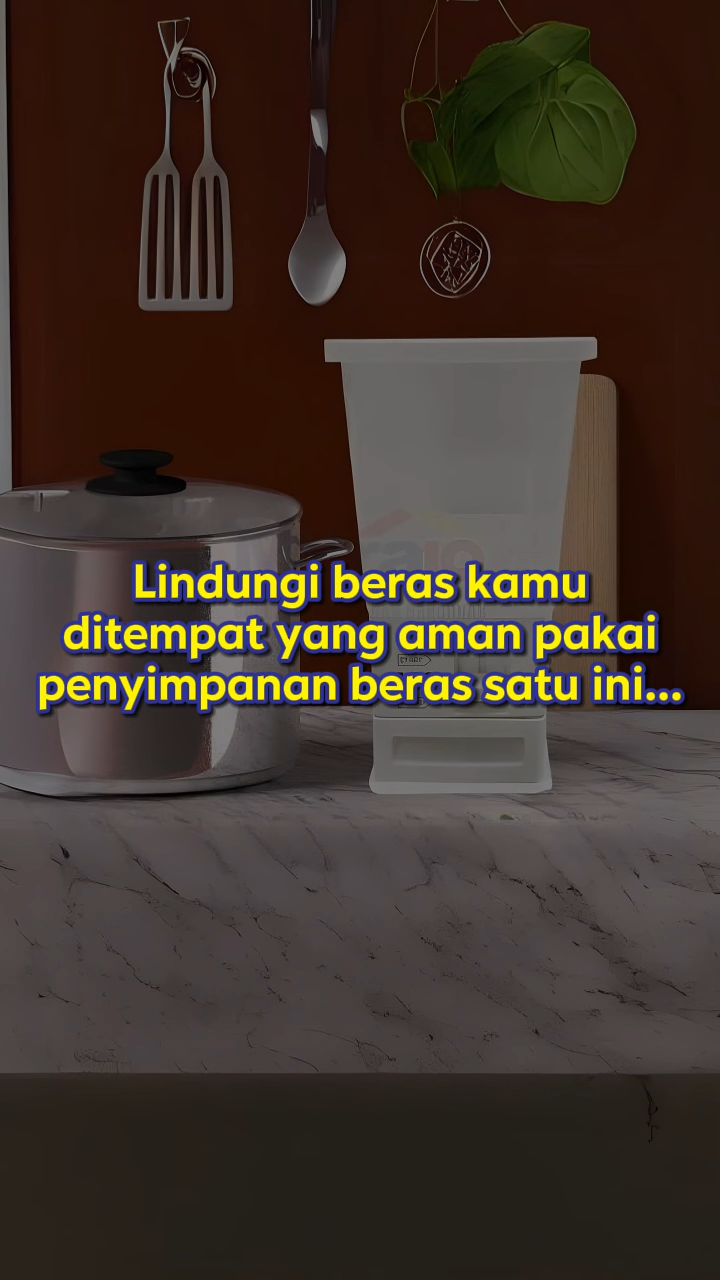 Lindungi beras kamu
ditempat yang aman pakai
penyimpanan beras satu ini...